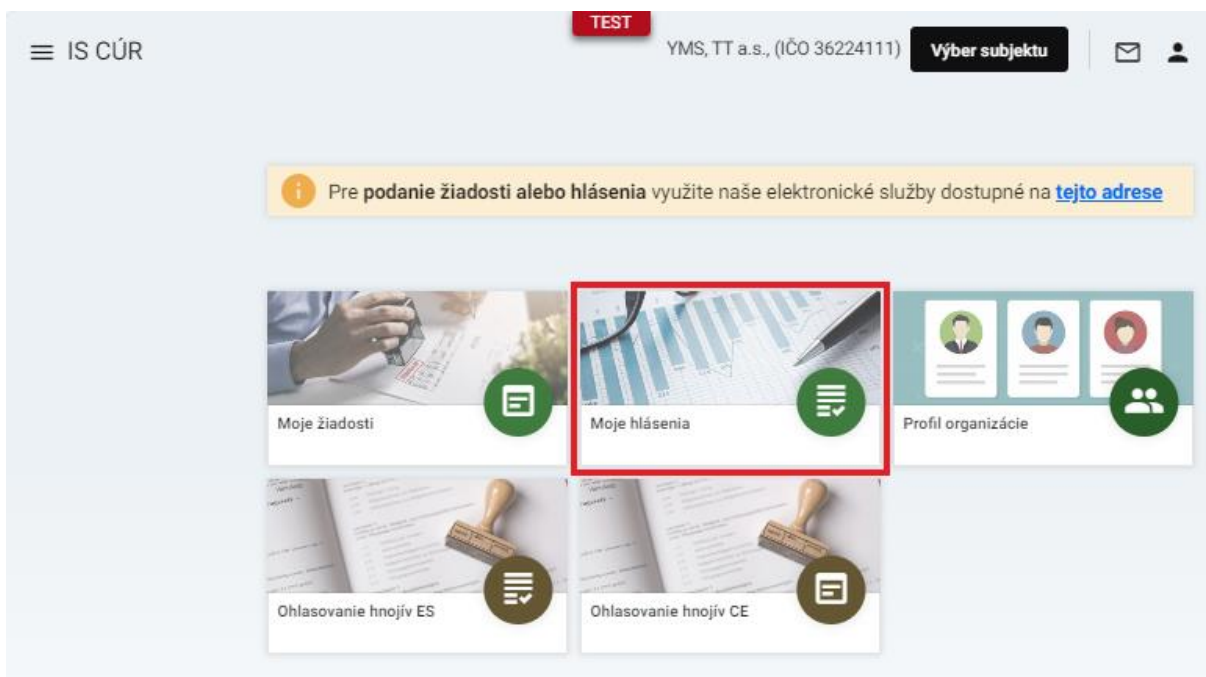 TEST
IS CÚR
YMS, TT a.s., (IČO 36224111)
Výber subjektu
Pre podanie žiadosti alebo hlásenia využite naše elektronické služby dostupné na tejto adrese
Moje žiadosti
Moje hlásenia
Profil organizácie
Ohlasovanie hnojív ES
Ohlasovanie hnojív CE